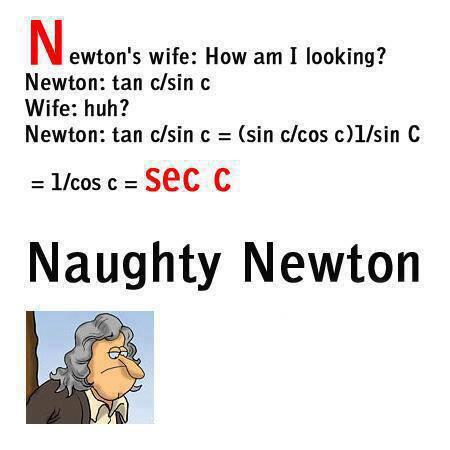 Newton's wife: How am I looking?
Newton: tan c/sin c
Wife: huh?
Newton: tan c/sin c = (sin c/cos c)1/sin C
= 1/cos c = sec c
Naughty Newton